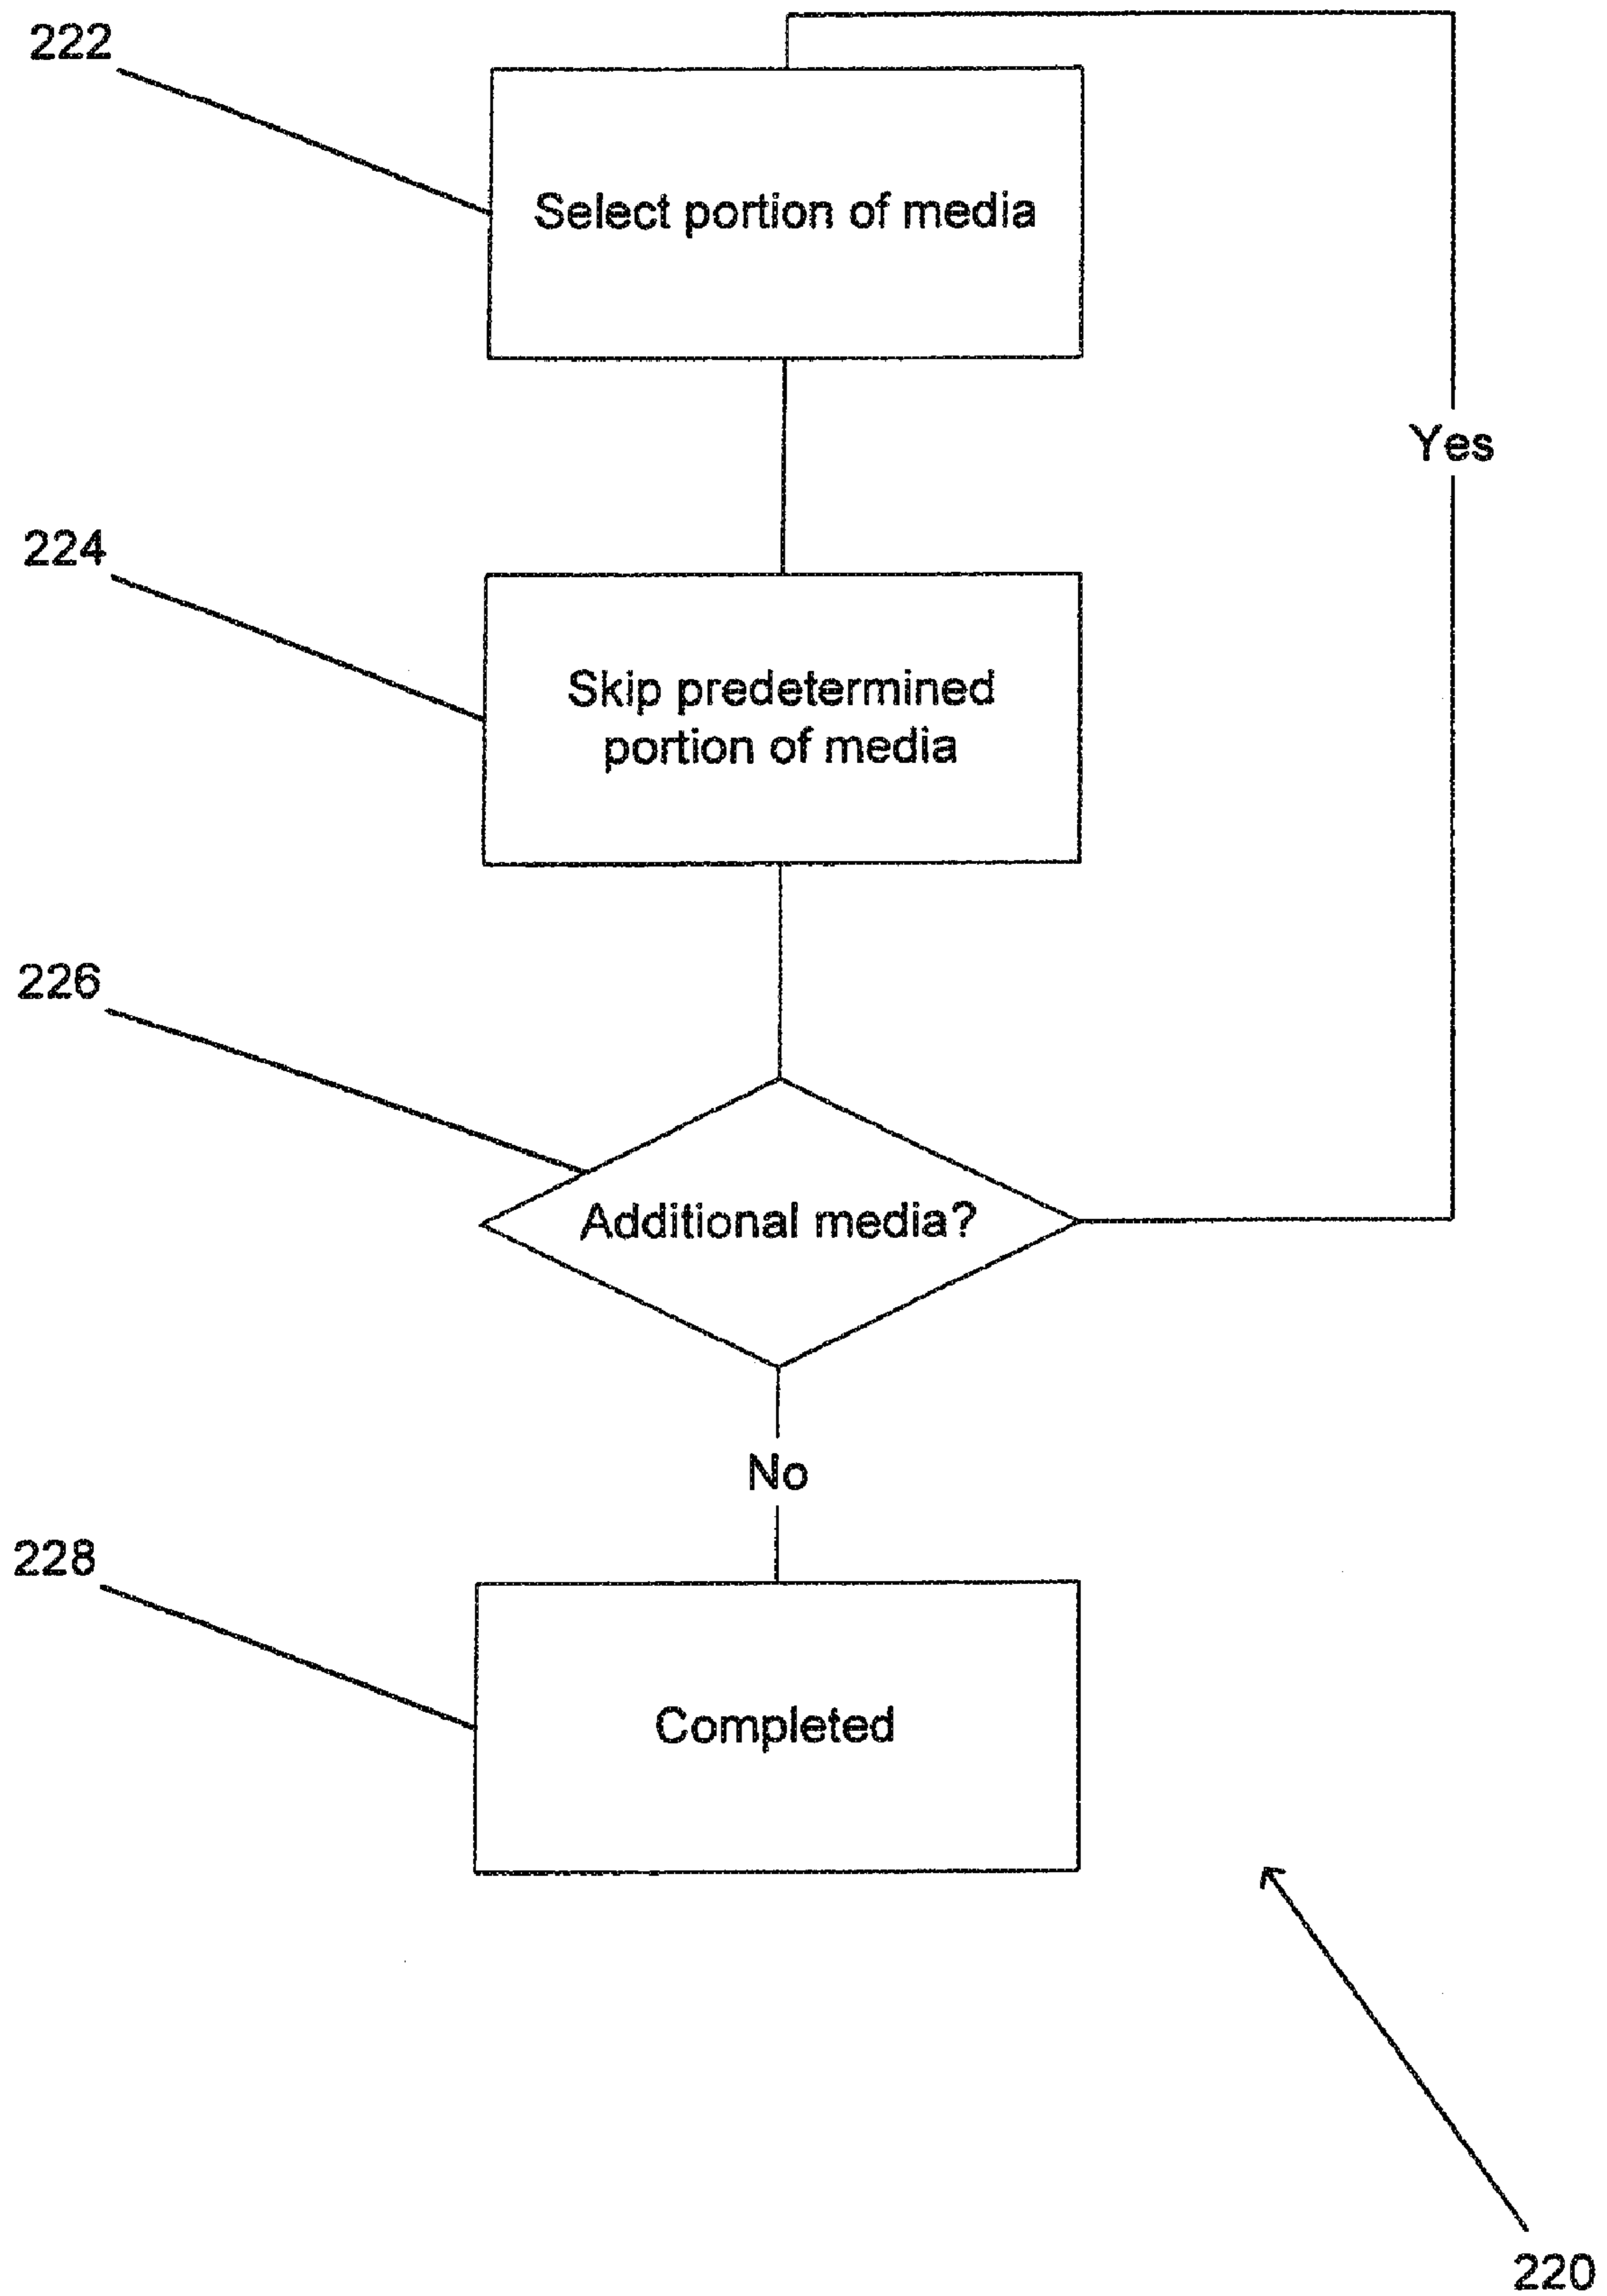 222
Select portion of media
Yes
224
Skip predetermined
portion of media
226
Additional media?
No
228
Completed
220